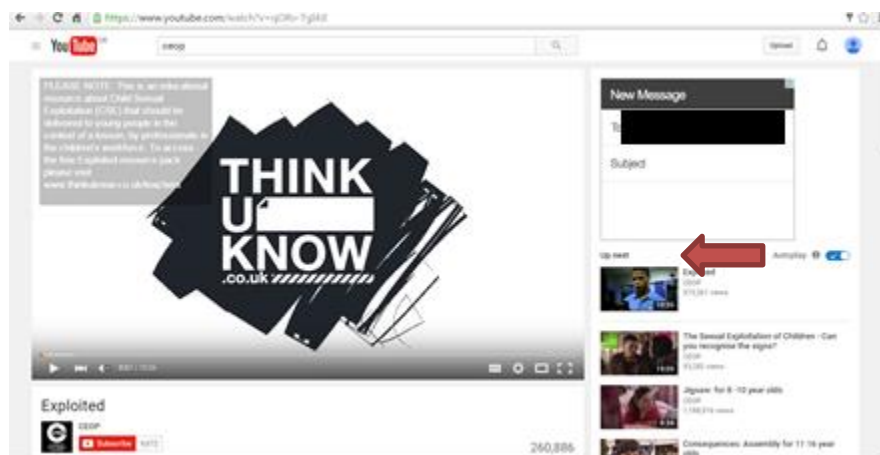 https://www.youtube.com/watch?v=
YouTube
ceop
Upload
PLEASE NOTE: This is an educational
resource about Child Sexual
Exploitation (CSE) that should be
delivered to young people in the
context of a lesson, by professionals in
the children's workforce. To access
the free Exploited resource pack
please visit
www.thinkuknow.co.uk/teachers
THINK
U
KNOW
.co.uk
New Message
To
Subject
Up next
Autoplay
Exploited
CEOP
views
18:06
The Sexual Exploitation of Children - Can
you recognise the signs?
CEOP
views
Jigsaw: for 8 -10 year olds
CEOP
views
Consequences: Assembly for 11 16 year
olds
Exploited
CEOP
Subscribe
260,886